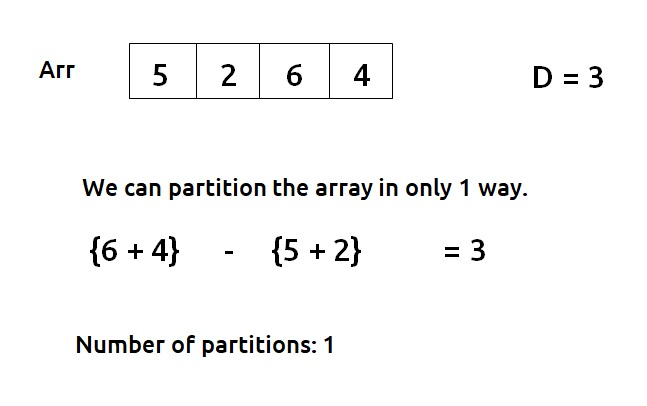 Arr 5 2 6 4 D = 3
We can partition the array in only 1 way.
{6 + 4} - {5 + 2} = 3
Number of partitions: 1